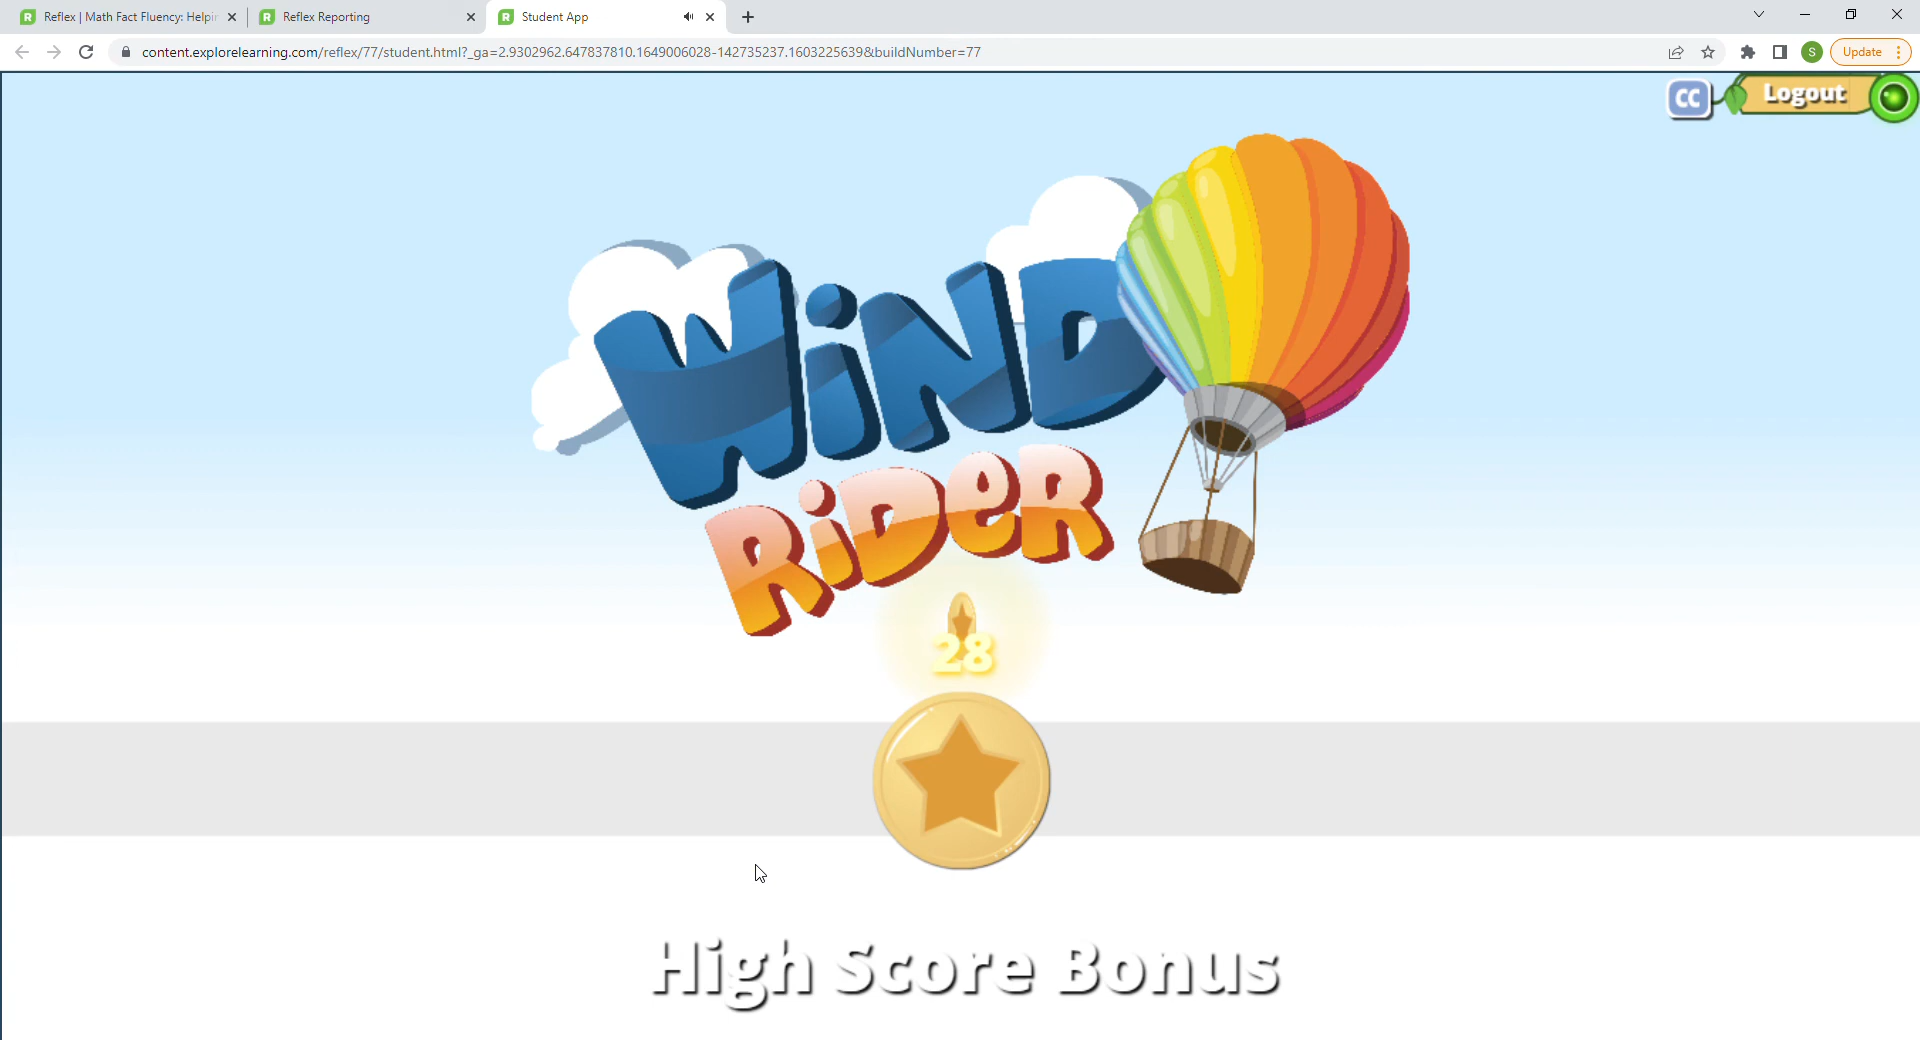 Reflex | Math Fact Fluency: Helpin
Reflex Reporting
Student App
content.explorelearning.com/reflex/77/student.html?_ga=2.9302962.647837810.1649006028-142735237.1603225639&buildNumber=77
S
Update
CC
Logout
WiND
RiDeR
28
High Score Bonus